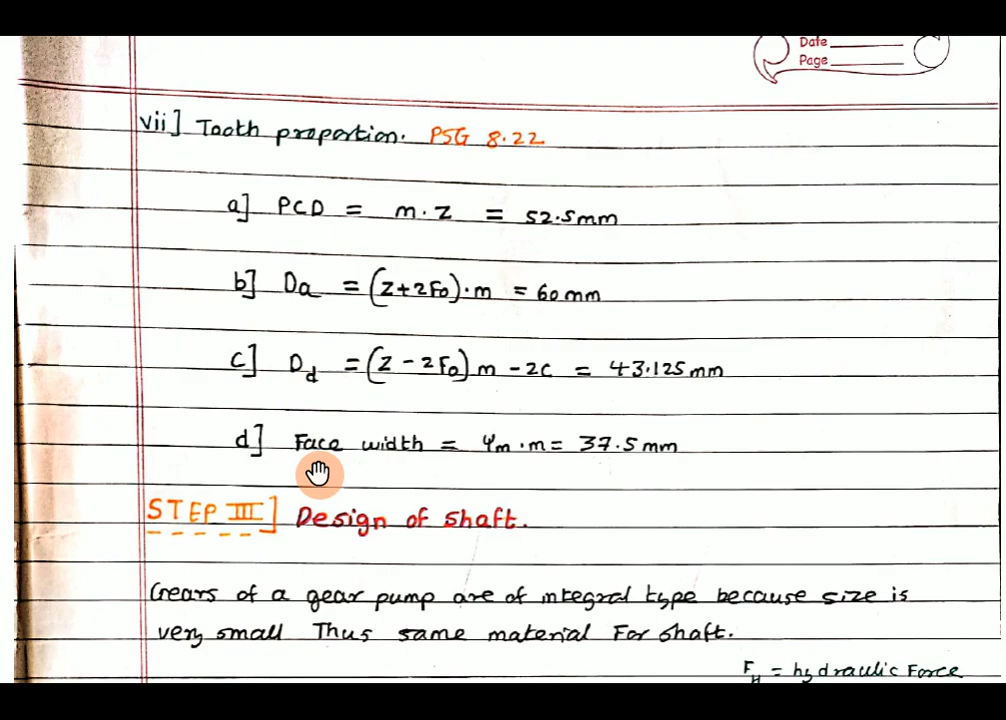 Date
Page
vii] Tooth proportion. PSG 8.22
a] PCD = m.z = 52.5mm
b] Da = (z+2Fo).m = 60mm
c] Dd = (z - 2Fo)m - 2c = 43.125mm
d] Face width = Ψm.m = 37.5mm
STEP III] Design of shaft.
Gears of a gear pump are of integral type because size is
very small Thus same material For shaft.
FH = hydraulic Force